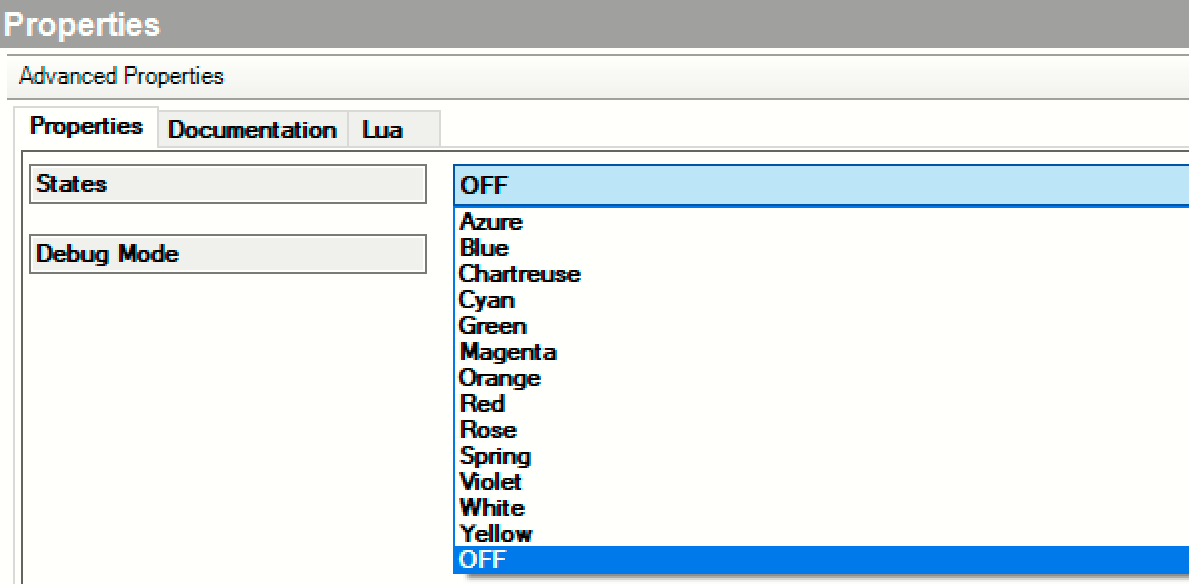 Properties
Advanced Properties
Properties Documentation Lua
States OFF
Azure
Blue
Debug Mode
Chartreuse
Cyan
Green
Magenta
Orange
Red
Rose
Spring
Violet
White
Yellow
OFF